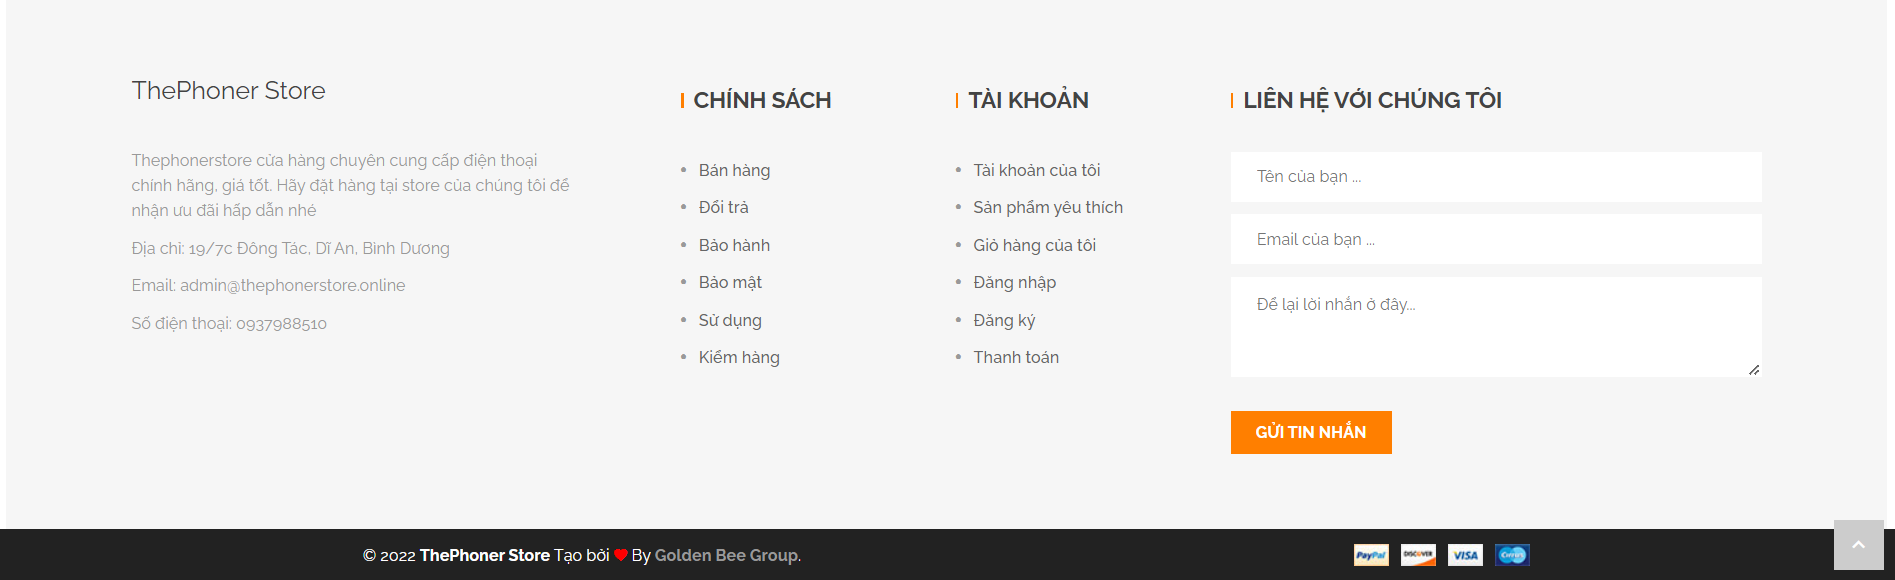 ThePhoner Store
Thephonerstore cửa hàng chuyên cung cấp điện thoại
chính hãng, giá tốt. Hãy đặt hàng tại store của chúng tôi để
nhận ưu đãi hấp dẫn nhé
Địa chỉ: 19/7c Đông Tác, Dĩ An, Bình Dương
Email: admin@thephonerstore.online
Số điện thoại: 0937988510
CHÍNH SÁCH
Bán hàng
Đổi trả
Bảo hành
Bảo mật
Sử dụng
Kiểm hàng
TÀI KHOẢN
Tài khoản của tôi
Sản phẩm yêu thích
Giỏ hàng của tôi
Đăng nhập
Đăng ký
Thanh toán
LIÊN HỆ VỚI CHÚNG TÔI
Tên của bạn ...
Email của bạn ...
Để lại lời nhắn ở đây...
GỬI TIN NHẮN
© 2022 ThePhoner Store Tạo bởi ❤ By Golden Bee Group.
PayPal DISCOVER VISA Cirrus